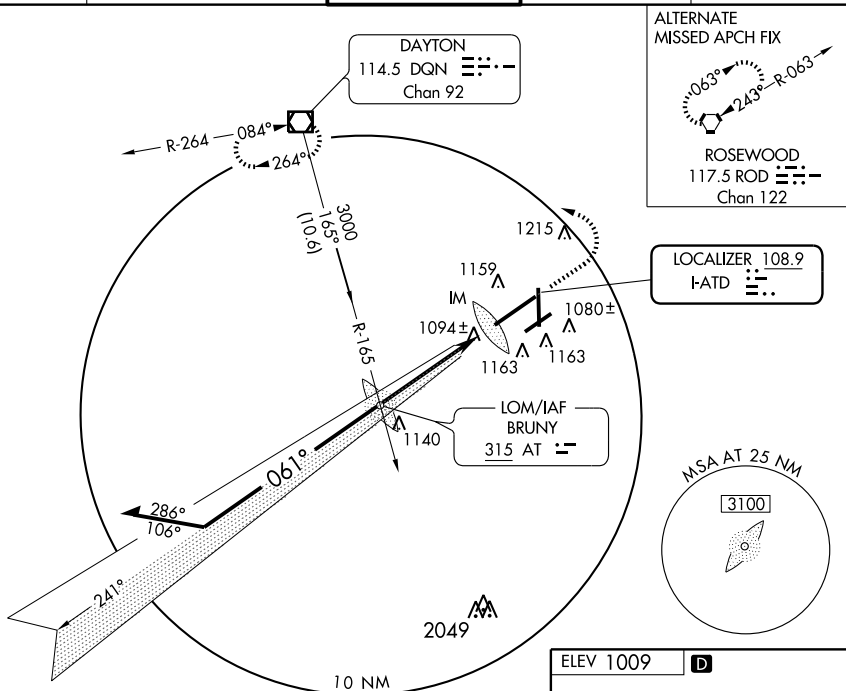 ALTERNATE
MISSED APCH FIX
063°
243°
R-063
ROSEWOOD
117.5 ROD
Chan 122
DAYTON
114.5 DQN
Chan 92
R-264
084°
264°
3000
165°
(10.6)
R-165
1215
1159
IM
1094±
1080±
1163
1163
LOCALIZER 108.9
I-ATD
LOM/IAF
BRUNY
315 AT
1140
061°
286°
106°
241°
MSA AT 25 NM
3100
2049
10 NM
ELEV 1009
D